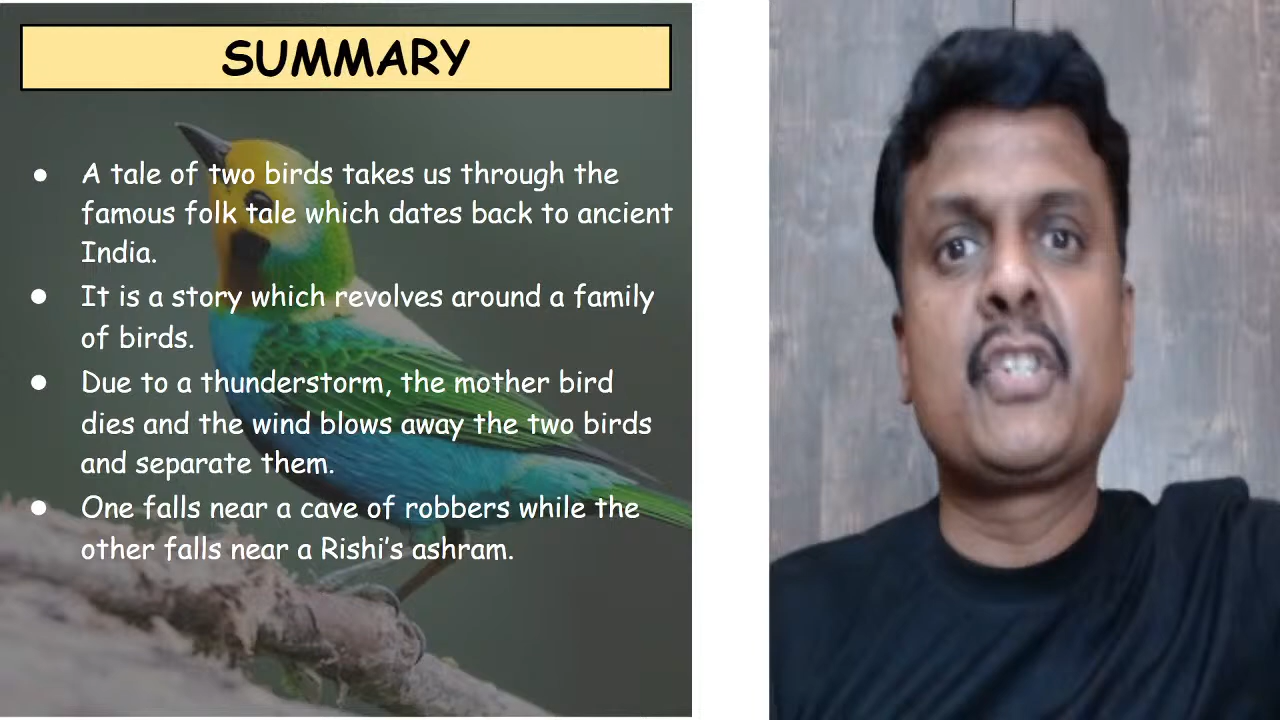 SUMMARY
● A tale of two birds takes us through the
famous folk tale which dates back to ancient
India.
● It is a story which revolves around a family
of birds.
● Due to a thunderstorm, the mother bird
dies and the wind blows away the two birds
and separate them.
● One falls near a cave of robbers while the
other falls near a Rishi's ashram.